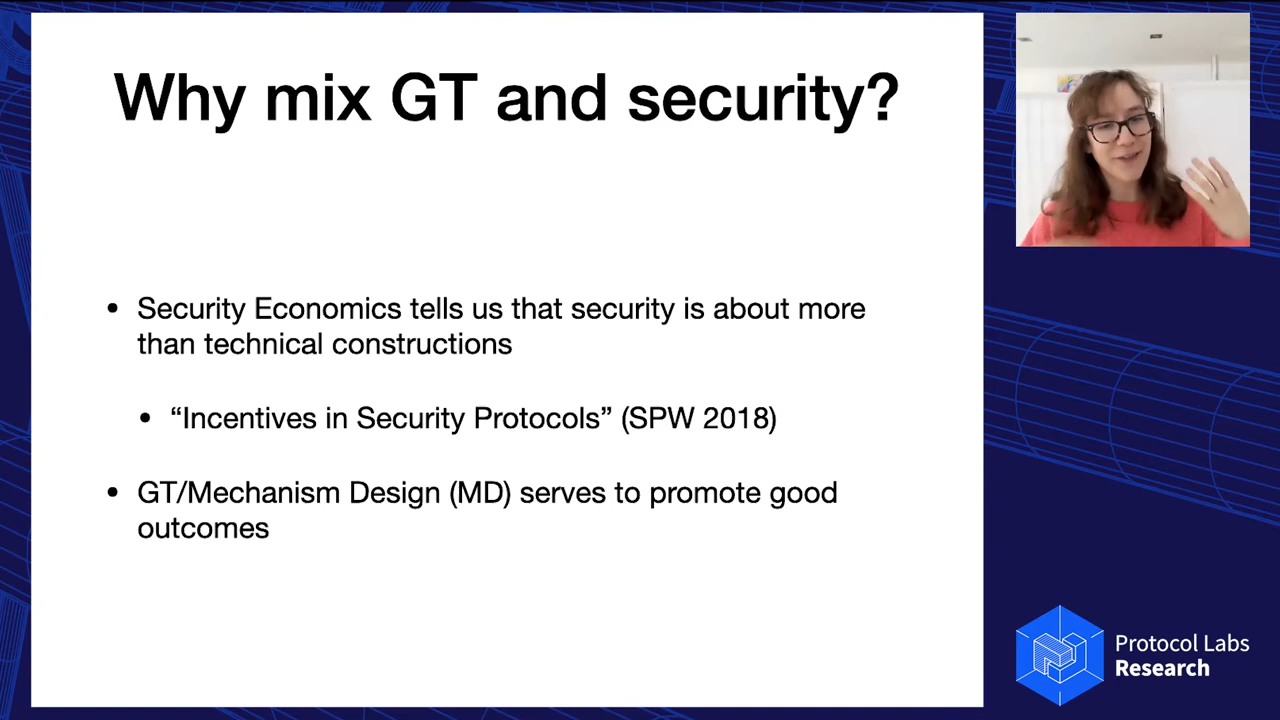 Why mix GT and security?
• Security Economics tells us that security is about more
than technical constructions
• “Incentives in Security Protocols” (SPW 2018)
• GT/Mechanism Design (MD) serves to promote good
outcomes
Protocol Labs
Research